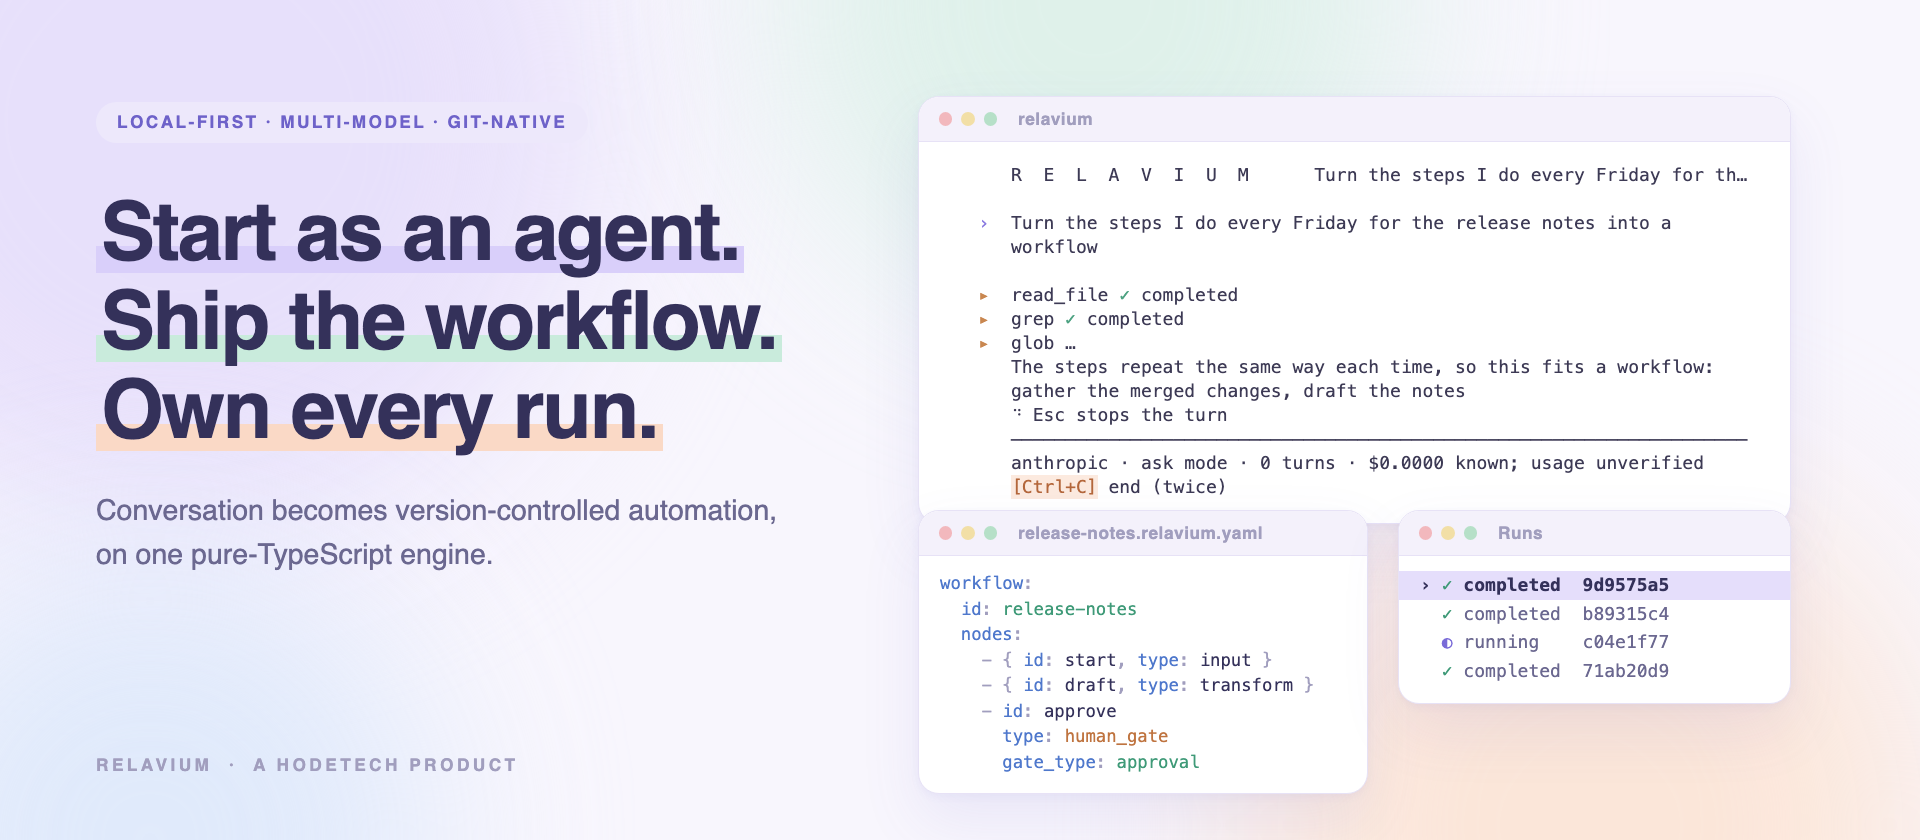 LOCAL-FIRST · MULTI-MODEL · GIT-NATIVE
Start as an agent.
Ship the workflow.
Own every run.
Conversation becomes version-controlled automation,
on one pure-TypeScript engine.
RELAVIUM · A HODETECH PRODUCT
relavium
R E L A V I U M Turn the steps I do every Friday for th…
› Turn the steps I do every Friday for the release notes into a
workflow
▸ read_file ✓ completed
▸ grep ✓ completed
▸ glob …
The steps repeat the same way each time, so this fits a workflow:
gather the merged changes, draft the notes
⠙ Esc stops the turn
anthropic · ask mode · 0 turns · $0.0000 known; usage unverified
[Ctrl+C] end (twice)
release-notes.relavium.yaml
workflow:
id: release-notes
nodes:
- { id: start, type: input }
- { id: draft, type: transform }
- id: approve
type: human_gate
gate_type: approval
Runs
› ✓ completed 9d9575a5
✓ completed b89315c4
◐ running c04e1f77
✓ completed 71ab20d9